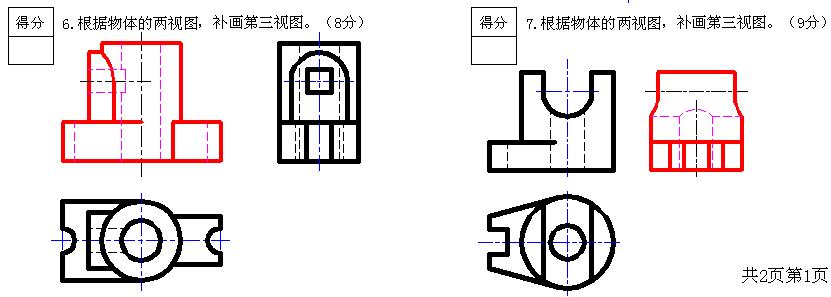 得分
6.根据物体的两视图，补画第三视图。（8分）
得分
7.根据物体的两视图，补画第三视图。（9分）
共2页第1页